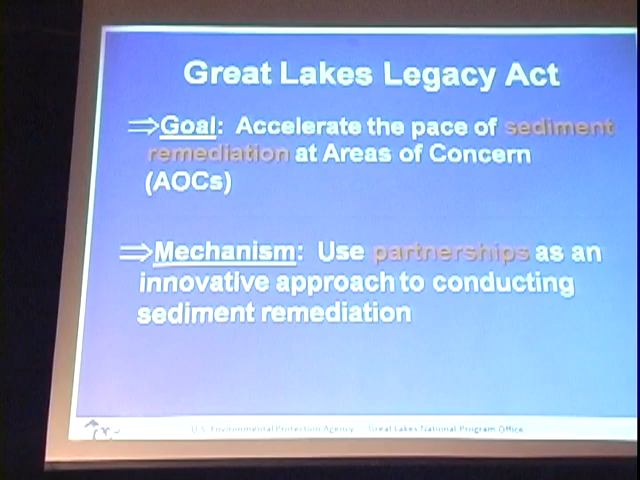 Great Lakes Legacy Act
⇒Goal: Accelerate the pace of sediment
remediation at Areas of Concern
(AOCs)
⇒Mechanism: Use partnerships as an
innovative approach to conducting
sediment remediation
U.S. Environmental Protection Agency Great Lakes National Program Office